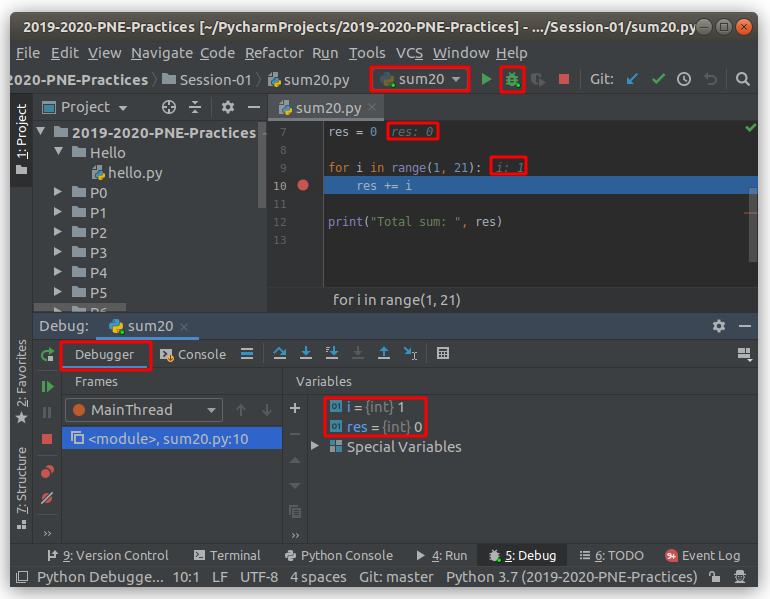 2019-2020-PNE-Practices [~/PycharmProjects/2019-2020-PNE-Practices] - .../Session-01/sum20.py
File Edit View Navigate Code Refactor Run Tools VCS Window Help
2020-PNE-Practices Session-01 sum20.py sum20 Git:
1: Project
Project
sum20.py
2019-2020-PNE-Practices
Hello
hello.py
P0
P1
P2
P3
P4
P5
7 res = 0 res: 0
8
9 for i in range(1, 21): i: 1
10 res += i
11
12 print("Total sum: ", res)
13
for i in range(1, 21)
Debug: sum20
Debugger Console
2: Favorites
7: Structure
Frames
MainThread
<module>, sum20.py:10
Variables
01 i = {int} 1
01 res = {int} 0
Special Variables
9: Version Control Terminal Python Console 4: Run 5: Debug 6: TODO 9+ Event Log
Python Debugge... 10:1 LF UTF-8 4 spaces Git: master Python 3.7 (2019-2020-PNE-Practices)